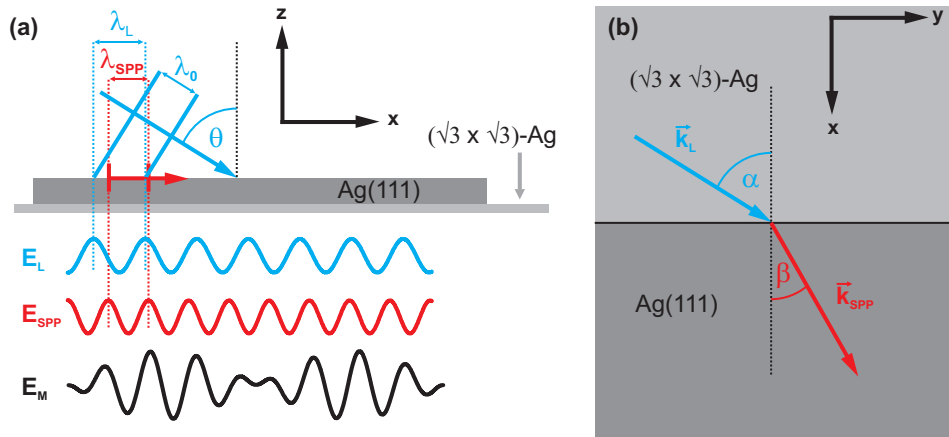 (a)
λL
λSPP
λ0
θ
z
x
(√3 x √3)-Ag
Ag(111)
EL
ESPP
EM
(b)
y
x
(√3 x √3)-Ag
kL
α
β
Ag(111)
kSPP